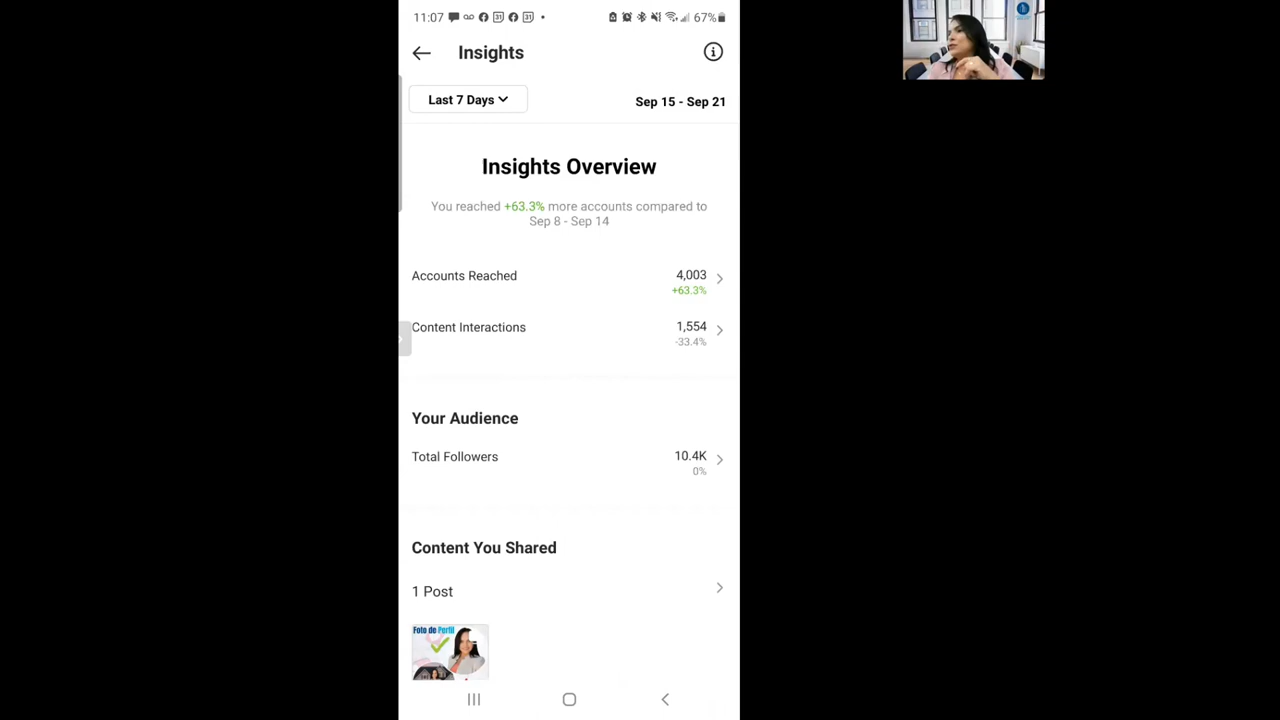 11:07
31
31
67%
Insights
Last 7 Days
Sep 15 - Sep 21
Insights Overview
You reached +63.3% more accounts compared to
Sep 8 - Sep 14
Accounts Reached
4,003
+63.3%
Content Interactions
1,554
-33.4%
Your Audience
Total Followers
10.4K
0%
Content You Shared
1 Post
Foto de Perfil